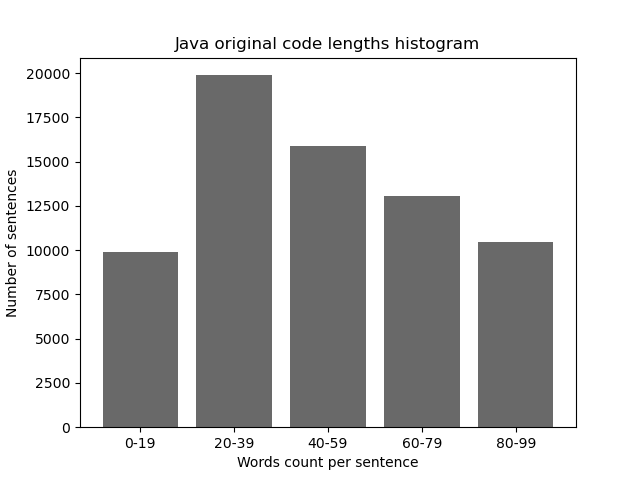 Java original code lengths histogram
20000
17500
15000
12500
10000
7500
5000
2500
0
Number of sentences
0-19 20-39 40-59 60-79 80-99
Words count per sentence